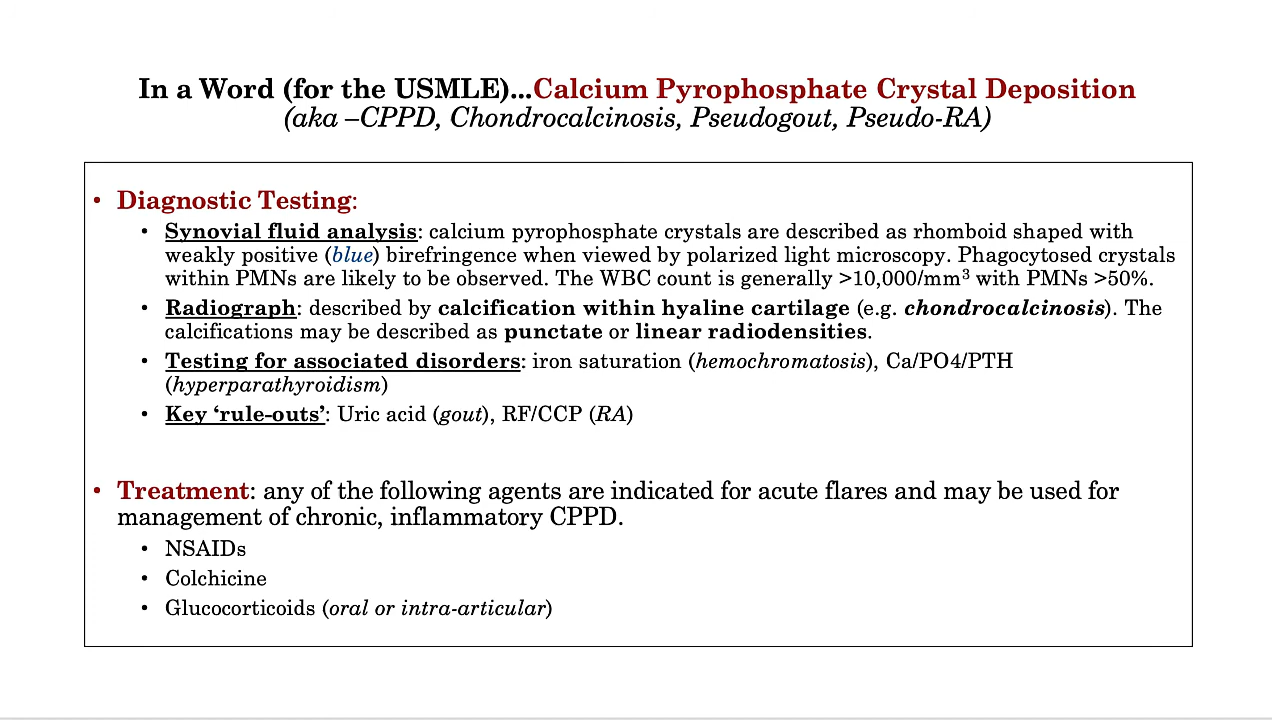 In a Word (for the USMLE)...Calcium Pyrophosphate Crystal Deposition
(aka –CPPD, Chondrocalcinosis, Pseudogout, Pseudo-RA)
• Diagnostic Testing:
• Synovial fluid analysis: calcium pyrophosphate crystals are described as rhomboid shaped with
weakly positive (blue) birefringence when viewed by polarized light microscopy. Phagocytosed crystals
within PMNs are likely to be observed. The WBC count is generally >10,000/mm³ with PMNs >50%.
• Radiograph: described by calcification within hyaline cartilage (e.g. chondrocalcinosis). The
calcifications may be described as punctate or linear radiodensities.
• Testing for associated disorders: iron saturation (hemochromatosis), Ca/PO4/PTH
(hyperparathyroidism)
• Key ‘rule-outs’: Uric acid (gout), RF/CCP (RA)
• Treatment: any of the following agents are indicated for acute flares and may be used for
management of chronic, inflammatory CPPD.
• NSAIDs
• Colchicine
• Glucocorticoids (oral or intra-articular)